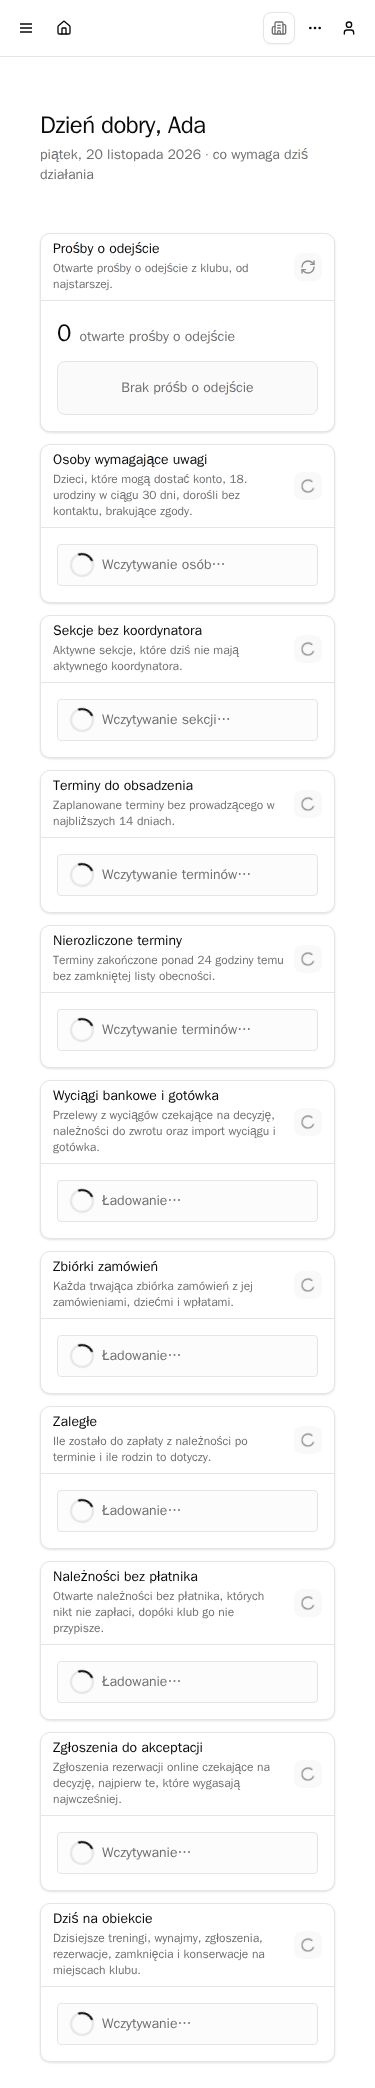 Dzień dobry, Ada
piątek, 20 listopada 2026 · co wymaga dziś
działania
Prośby o odejście
Otwarte prośby o odejście z klubu, od
najstarszej.
0 otwarte prośby o odejście
Brak próśb o odejście
Osoby wymagające uwagi
Dzieci, które mogą dostać konto, 18.
urodziny w ciągu 30 dni, dorośli bez
kontaktu, brakujące zgody.
Wczytywanie osób…
Sekcje bez koordynatora
Aktywne sekcje, które dziś nie mają
aktywnego koordynatora.
Wczytywanie sekcji…
Terminy do obsadzenia
Zaplanowane terminy bez prowadzącego w
najbliższych 14 dniach.
Wczytywanie terminów…
Nierozliczone terminy
Terminy zakończone ponad 24 godziny temu
bez zamkniętej listy obecności.
Wczytywanie terminów…
Wyciągi bankowe i gotówka
Przelewy z wyciągów czekające na decyzję,
należności do zwrotu oraz import wyciągu i
gotówka.
Ładowanie…
Zbiórki zamówień
Każda trwająca zbiórka zamówień z jej
zamówieniami, dziećmi i wpłatami.
Ładowanie…
Zaległe
Ile zostało do zapłaty z należności po
terminie i ile rodzin to dotyczy.
Ładowanie…
Należności bez płatnika
Otwarte należności bez płatnika, których
nikt nie zapłaci, dopóki klub go nie
przypisze.
Ładowanie…
Zgłoszenia do akceptacji
Zgłoszenia rezerwacji online czekające na
decyzję, najpierw te, które wygasają
najwcześniej.
Wczytywanie…
Dziś na obiekcie
Dzisiejsze treningi, wynajmy, zgłoszenia,
rezerwacje, zamknięcia i konserwacje na
miejscach klubu.
Wczytywanie…